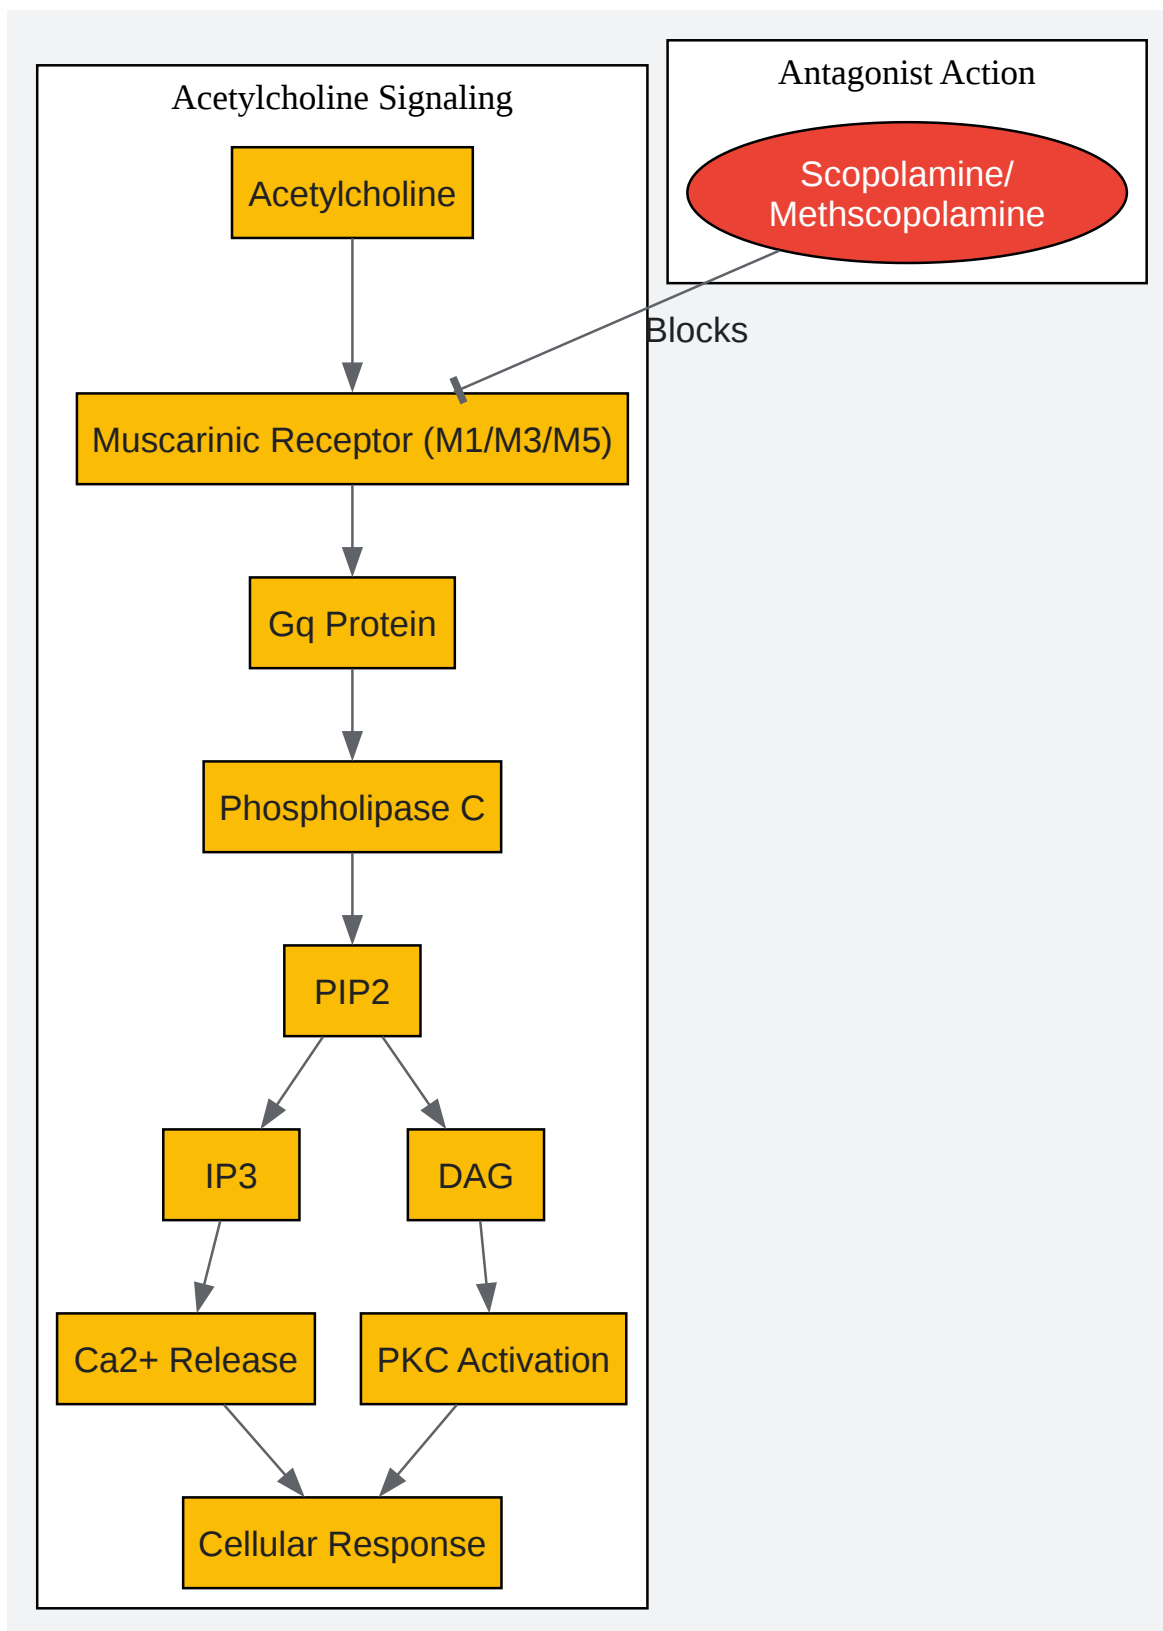 Acetylcholine Signaling
Acetylcholine
Muscarinic Receptor (M1/M3/M5)
Gq Protein
Phospholipase C
PIP2
IP3
DAG
Ca2+ Release
PKC Activation
Cellular Response
Antagonist Action
Scopolamine/
Methscopolamine
Blocks